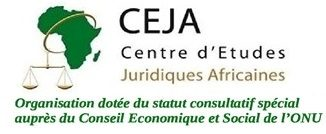 CEJA
Centre d'Etudes
Juridiques Africaines
Organisation dotée du statut consultatif spécial
auprès du Conseil Economique et Social de l'ONU